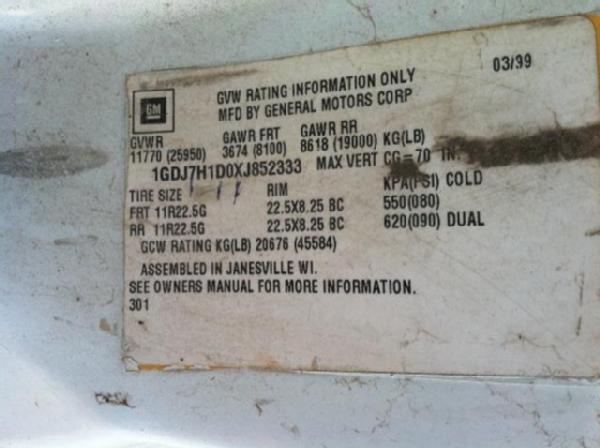 03/99
GVW RATING INFORMATION ONLY
MFD BY GENERAL MOTORS CORP
GM
GVWR GAWR FRT GAWR RR
11770 (25950) 3674 (8100) 8618 (19000) KG(LB)
1GDJ7H1D0XJ852333 MAX VERT CG=70 IN.
TIRE SIZE RIM KPA(PSI) COLD
FRT 11R22.5G 22.5X8.25 BC 550(080)
RR 11R22.5G 22.5X8.25 BC 620(090) DUAL
GCW RATING KG(LB) 20676 (45584)
ASSEMBLED IN JANESVILLE WI.
SEE OWNERS MANUAL FOR MORE INFORMATION.
301